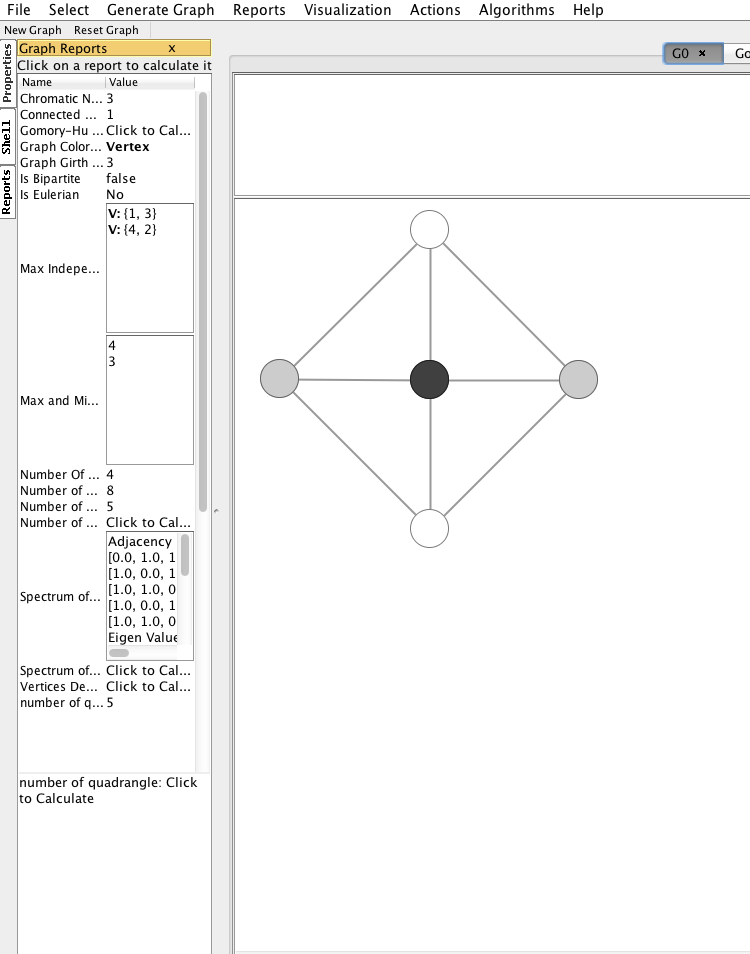 File Select Generate Graph Reports Visualization Actions Algorithms Help
New Graph Reset Graph
Properties
Shell
Reports
Graph Reports x
Click on a report to calculate it
Name Value
Chromatic N... 3
Connected ... 1
Gomory-Hu ... Click to Cal...
Graph Color... Vertex
Graph Girth ... 3
Is Bipartite false
Is Eulerian No
Max Indepe...
V: {1, 3}
V: {4, 2}
Max and Mi...
4
3
Number Of ... 4
Number of ... 8
Number of ... 5
Number of ... Click to Cal...
Spectrum of...
Adjacency
[0.0, 1.0, 1
[1.0, 0.0, 1
[1.0, 1.0, 0
[1.0, 0.0, 1
[1.0, 1.0, 0
Eigen Value
Spectrum of... Click to Cal...
Vertices De... Click to Cal...
number of q... 5
number of quadrangle: Click
to Calculate
G0 × Go